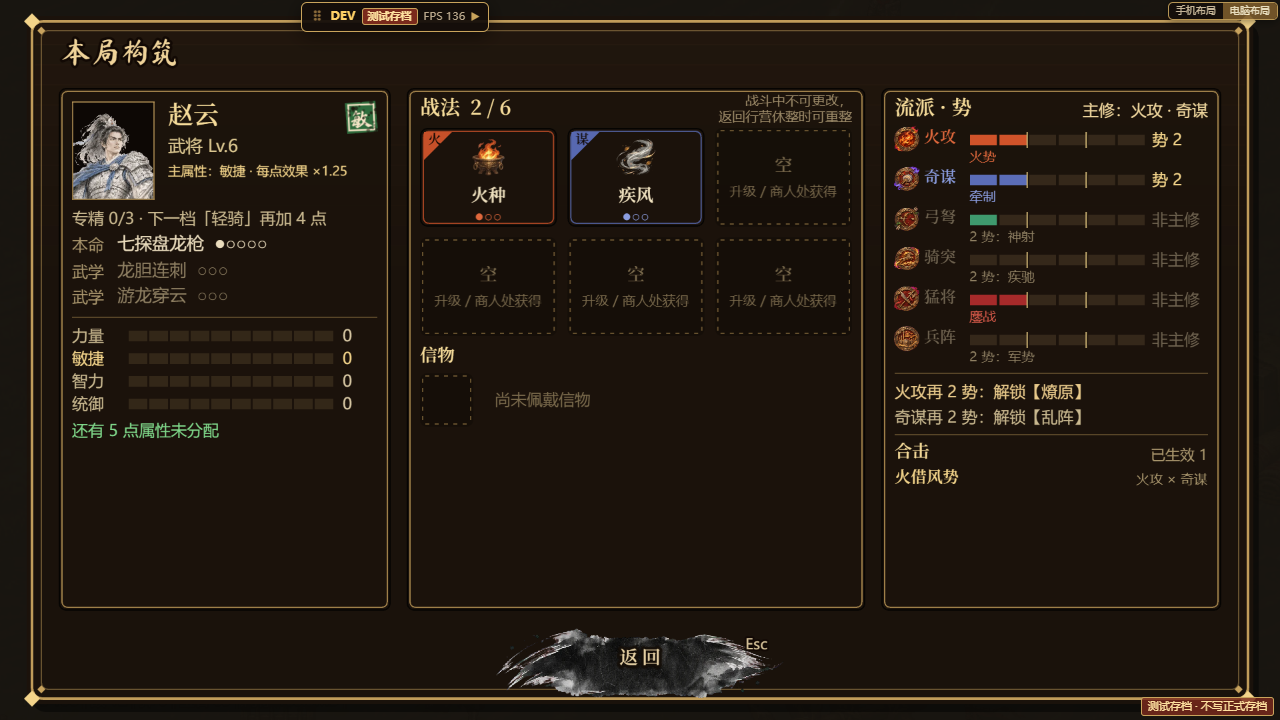 DEV 测试存档 FPS 136 ▶
手机布局 电脑布局
本局构筑
赵云
敏
武将 Lv.6
主属性：敏捷 · 每点效果 ×1.25
专精 0/3 · 下一档「轻骑」再加 4 点
本命 七探盘龙枪 ●○○○○
武学 龙胆连刺 ○○○
武学 游龙穿云 ○○○
力量 0
敏捷 0
智力 0
统御 0
还有 5 点属性未分配
战法 2 / 6
战斗中不可更改，
返回行营休整时可重整
火
火种
谋
疾风
空
升级 / 商人处获得
空
升级 / 商人处获得
空
升级 / 商人处获得
空
升级 / 商人处获得
信物
尚未佩戴信物
流派 · 势
主修：火攻 · 奇谋
火攻 势 2
火势
奇谋 势 2
牵制
弓弩 非主修
2 势：神射
骑突 非主修
2 势：疾驰
猛将 非主修
鏖战
兵阵 非主修
2 势：军势
火攻再 2 势：解锁【燎原】
奇谋再 2 势：解锁【乱阵】
合击 已生效 1
火借风势 火攻 × 奇谋
返回
Esc
测试存档 · 不写正式存档